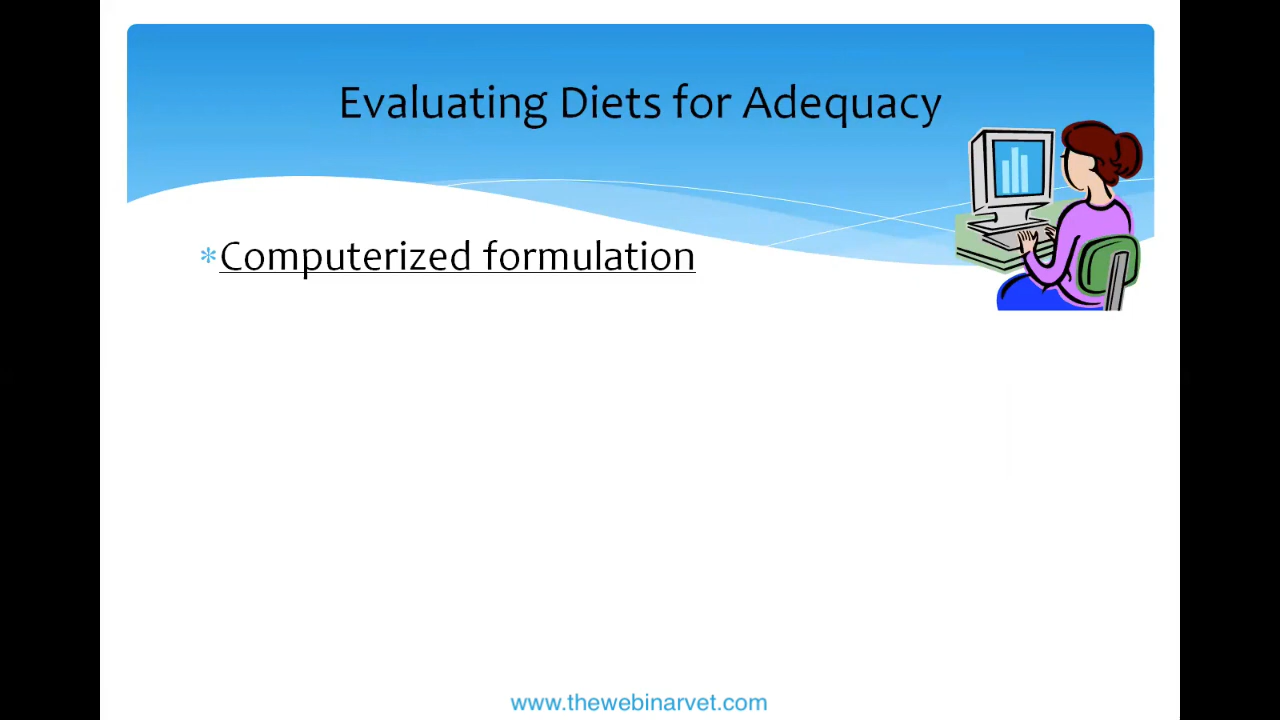 Evaluating Diets for Adequacy
*Computerized formulation
www.thewebinarvet.com